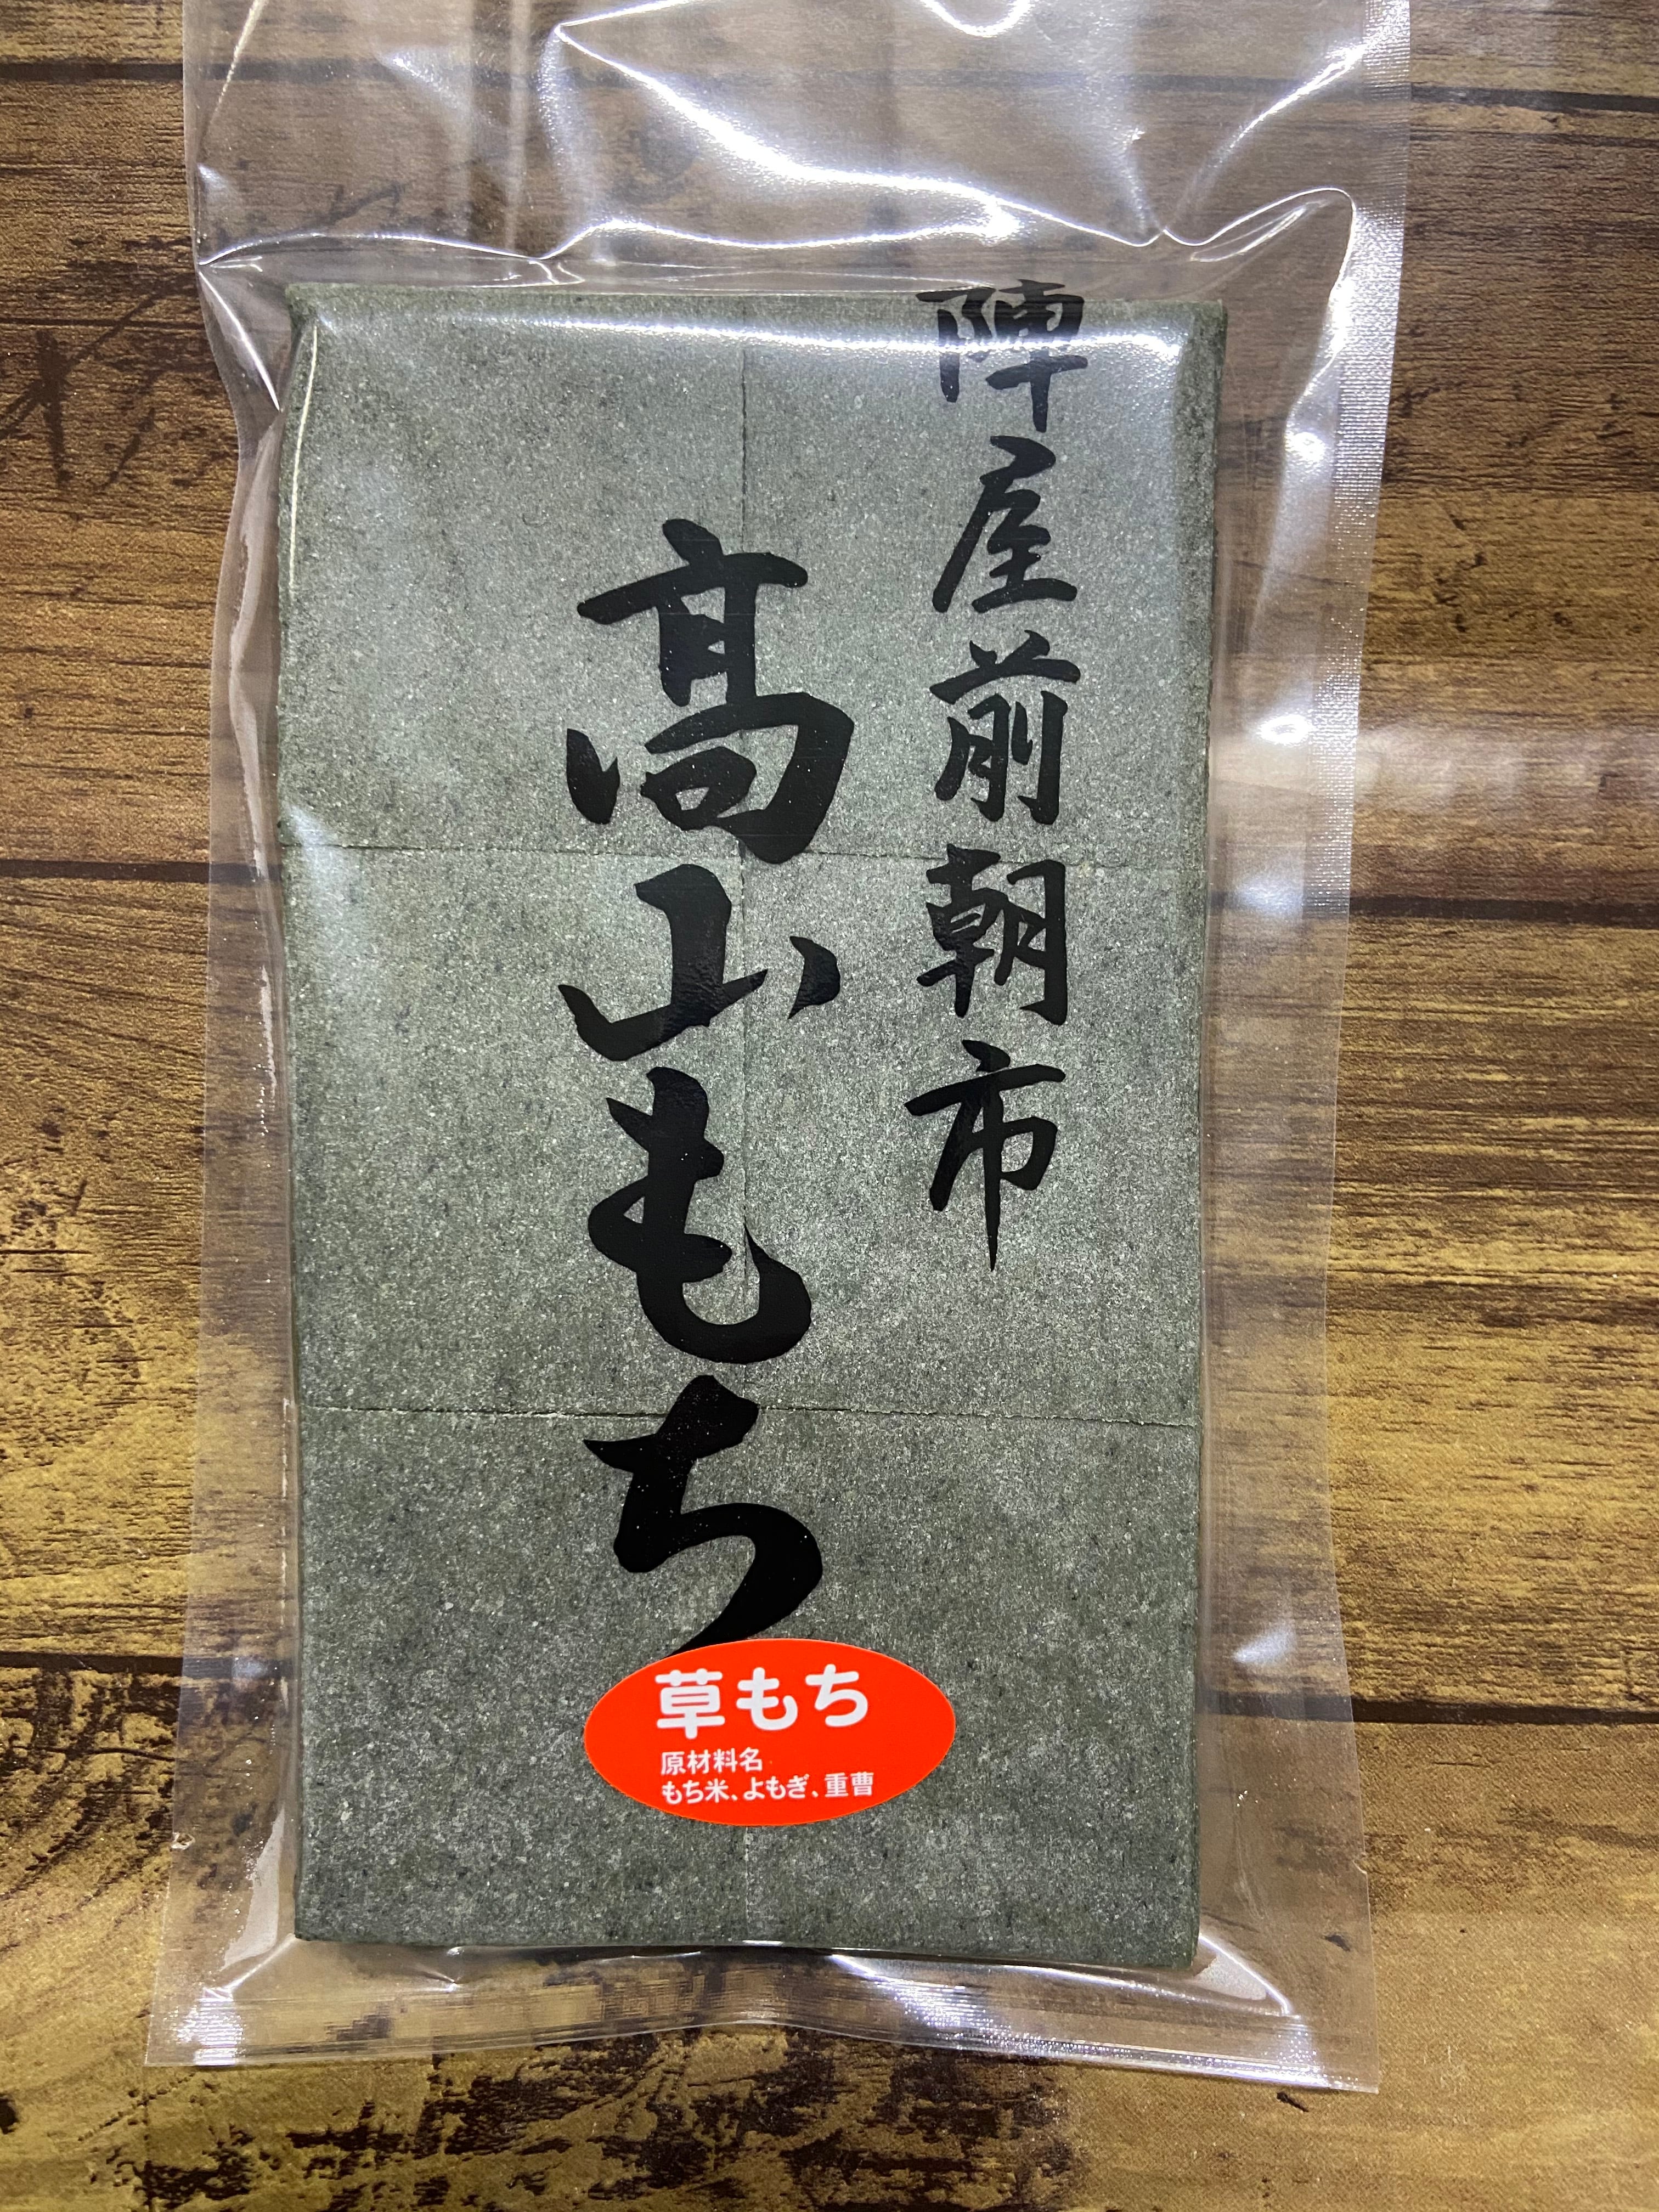 陣屋前朝市
高山もち
草もち
原材料名
もち米、よもぎ、重曹